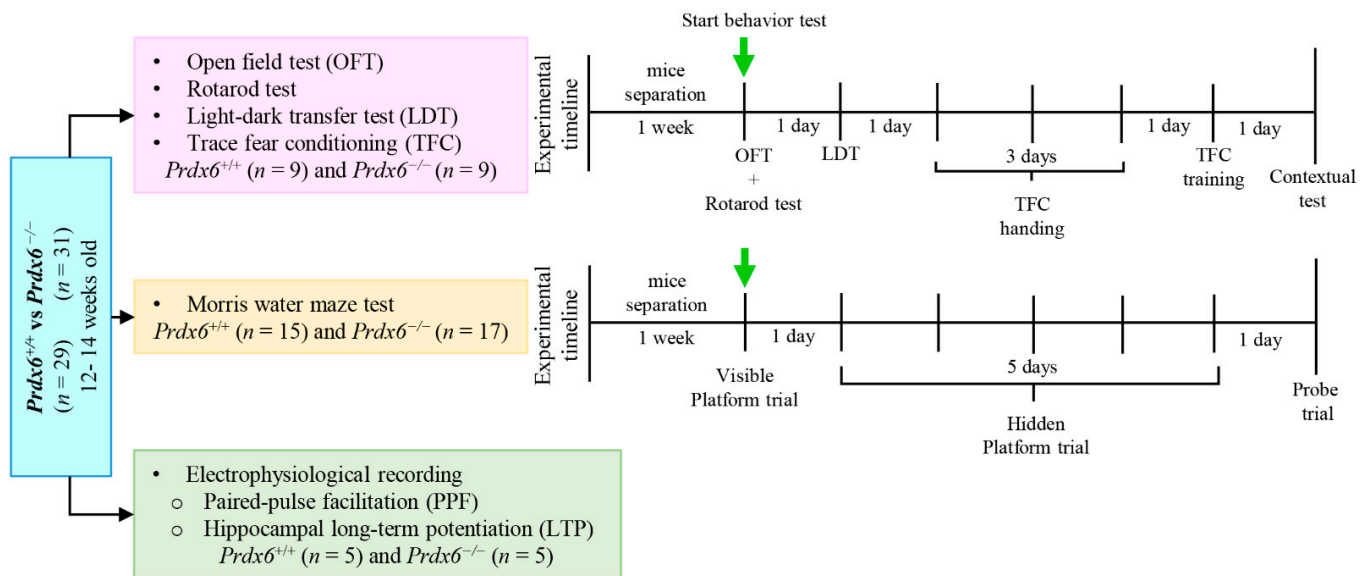 Prdx6+/+ vs Prdx6−/−
(n = 29) (n = 31)
12- 14 weeks old
• Open field test (OFT)
• Rotarod test
• Light-dark transfer test (LDT)
• Trace fear conditioning (TFC)
Prdx6+/+ (n = 9) and Prdx6−/− (n = 9)
Start behavior test
Experimental
timeline
mice
separation
1 week
1 day
1 day
1 day
1 day
OFT
+
Rotarod test
LDT
3 days
TFC
handing
TFC
training
Contextual
test
• Morris water maze test
Prdx6+/+ (n = 15) and Prdx6−/− (n = 17)
Experimental
timeline
mice
separation
1 week
1 day
1 day
Visible
Platform trial
5 days
Hidden
Platform trial
Probe
trial
• Electrophysiological recording
o Paired-pulse facilitation (PPF)
o Hippocampal long-term potentiation (LTP)
Prdx6+/+ (n = 5) and Prdx6−/− (n = 5)